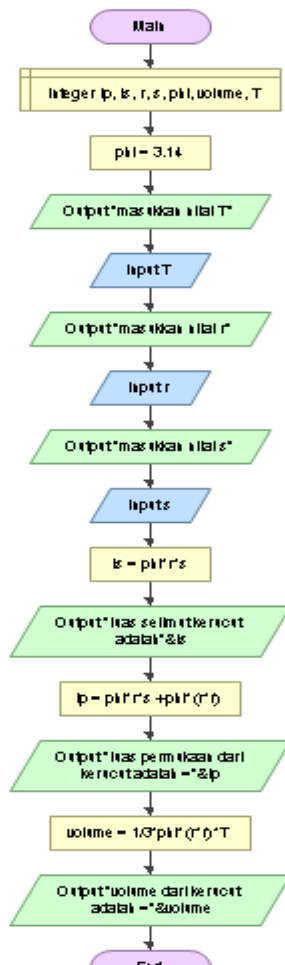 Main
Integer lp, ls, r, s, phi, volume, T
phi = 3.14
Output "masukkan nilai T"
Input T
Output "masukkan nilai r"
Input r
Output "masukkan nilai s"
Input s
ls = phi*r*s
Output "luas selimut kerucut
adalah "&ls
lp = phi*r*s +phi*(r*r)
Output "luas permukaan dari
kerucut adalah ="&lp
volume = 1/3*phi*(r*r)*T
Output "volume dari kerucut
adalah ="&volume
End